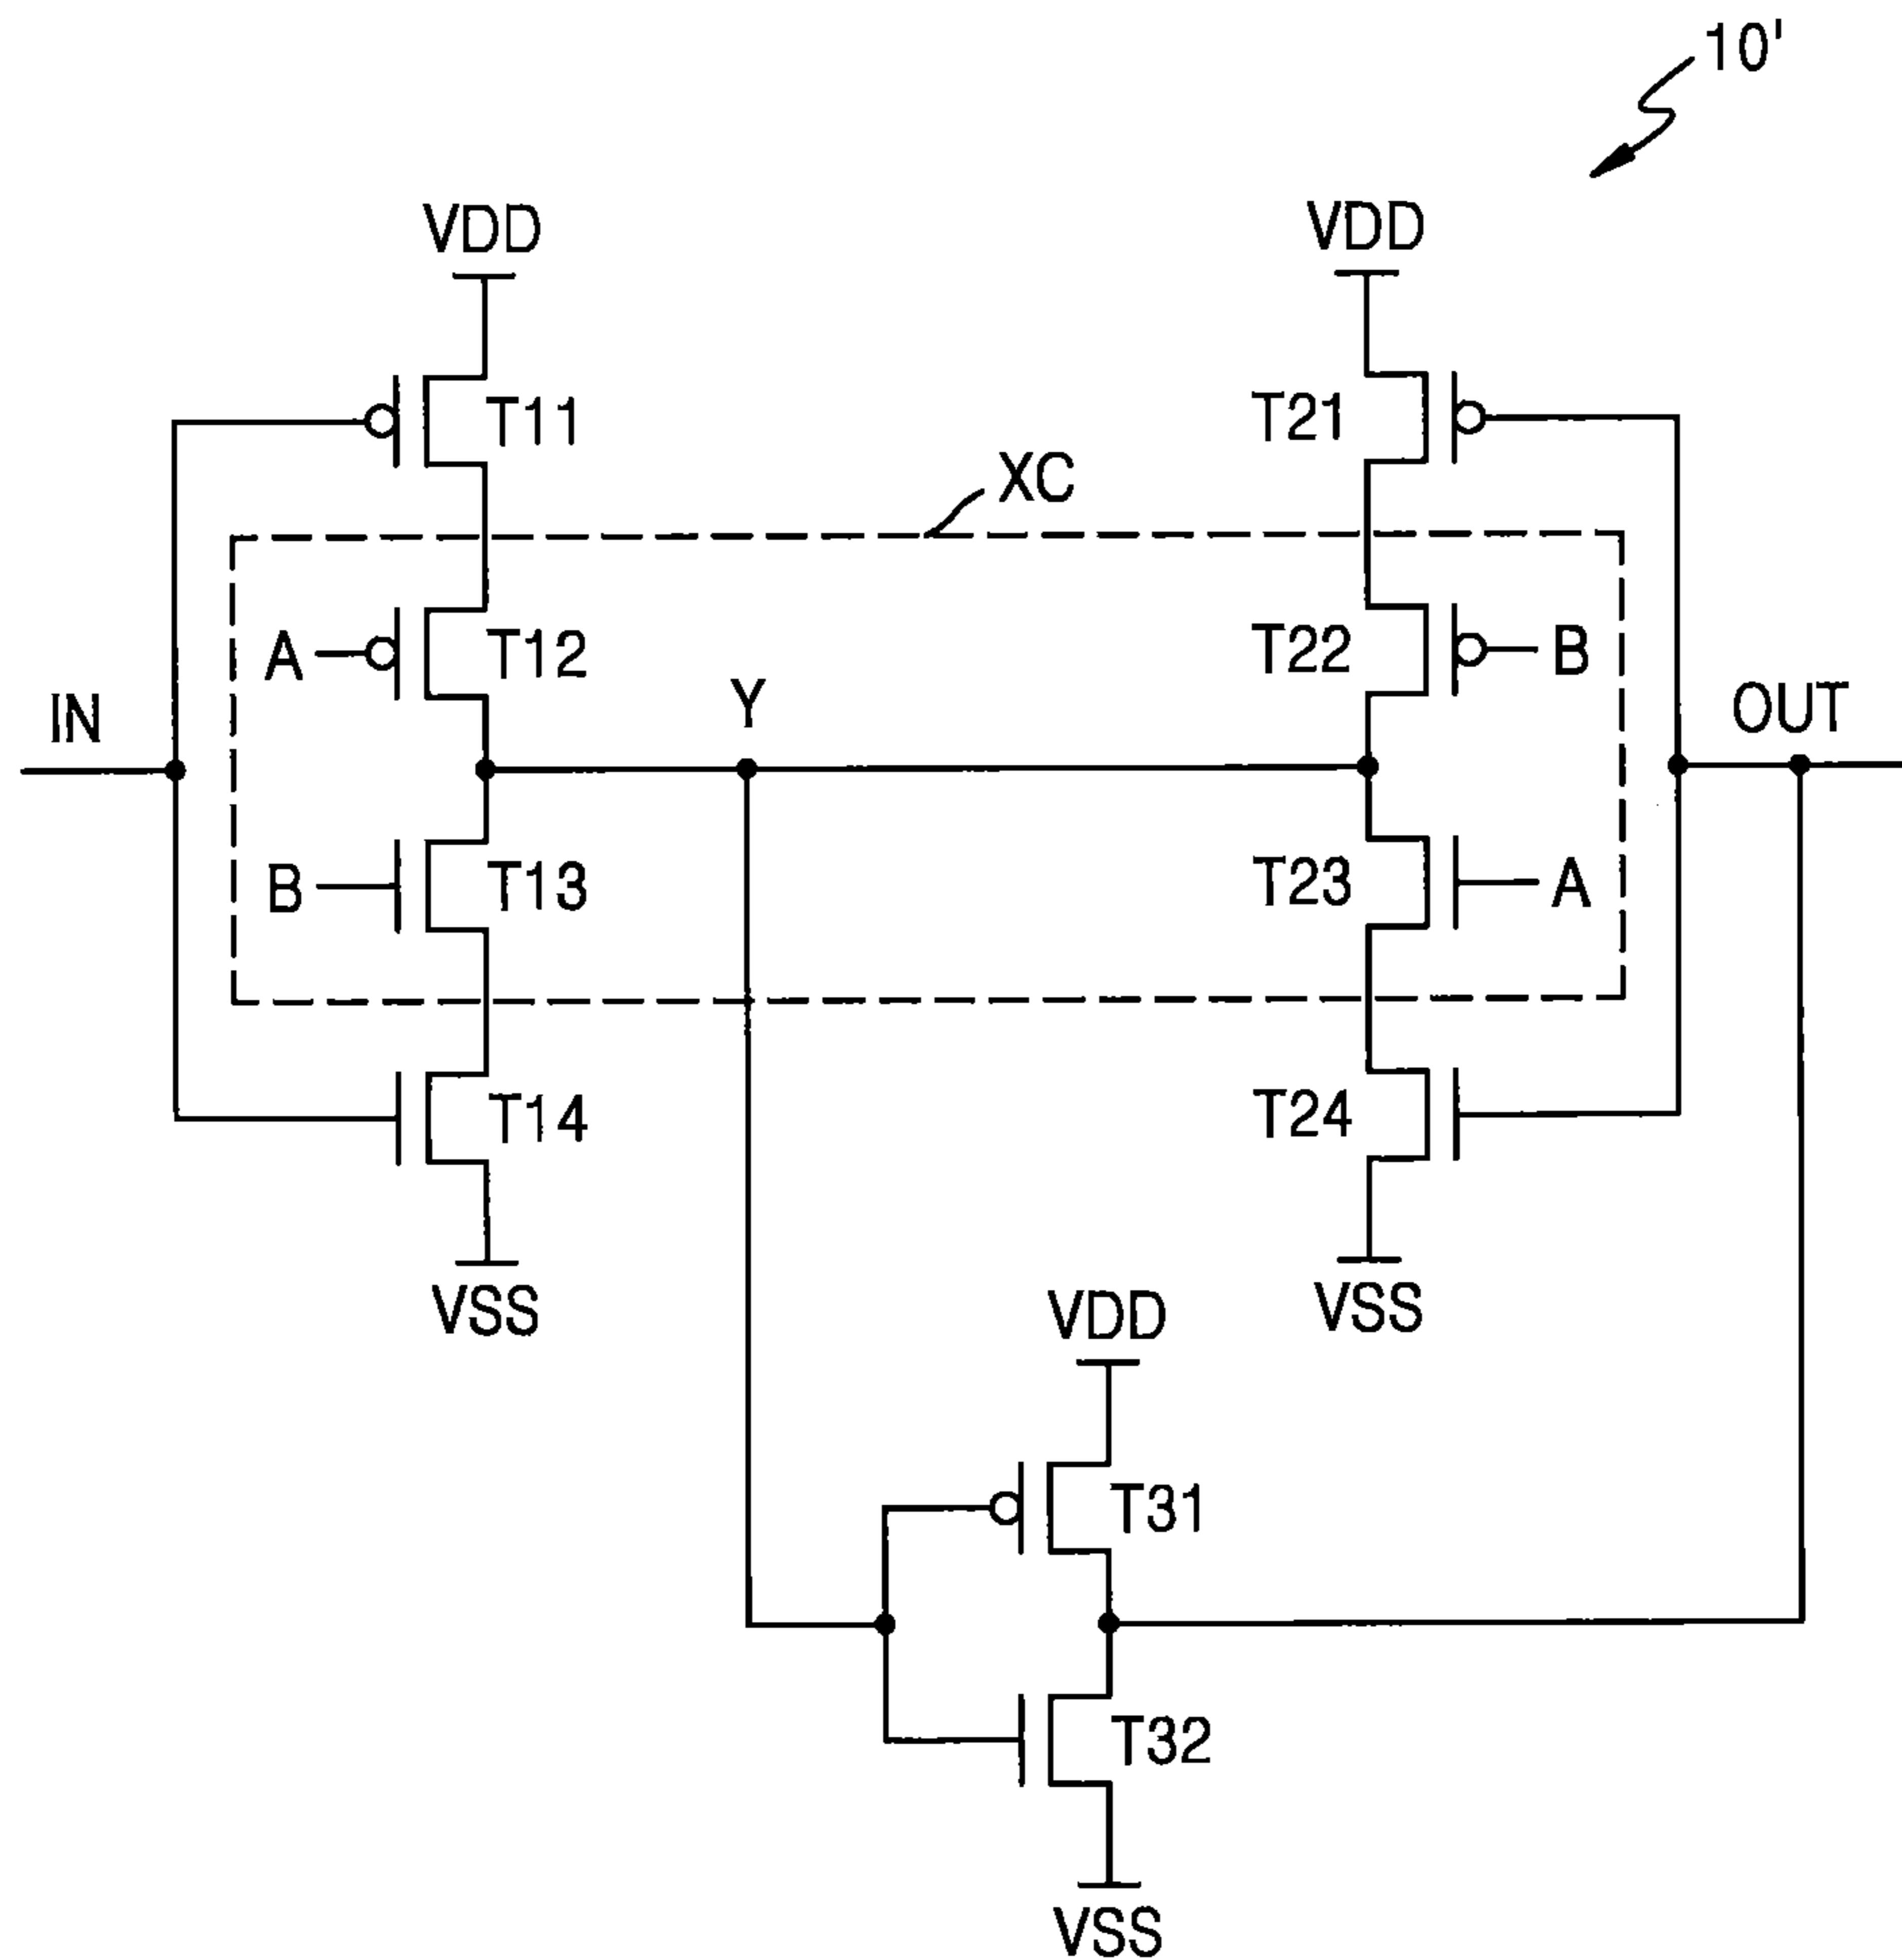 10'
VDD
VDD
T11
T21
XC
A
T12
T22
B
IN
Y
OUT
B
T13
T23
A
T14
T24
VSS
VSS
VDD
T31
T32
VSS